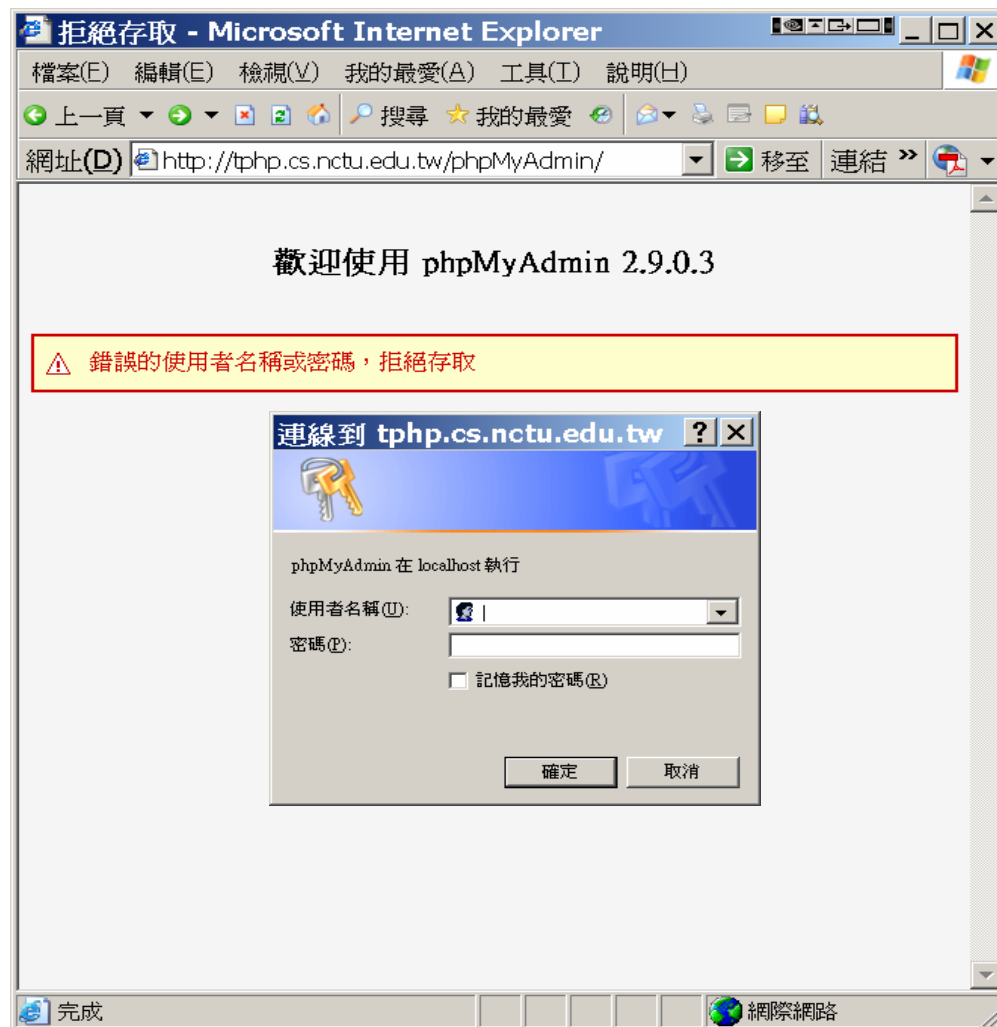 拒絕存取 - Microsoft Internet Explorer
檔案(F) 編輯(E) 檢視(V) 我的最愛(A) 工具(T) 說明(H)
上一頁 搜尋 我的最愛
網址(D) http://tphp.cs.nctu.edu.tw/phpMyAdmin/ 移至 連結 »
歡迎使用 phpMyAdmin 2.9.0.3
錯誤的使用者名稱或密碼，拒絕存取
連線到 tphp.cs.nctu.edu.tw
phpMyAdmin 在 localhost 執行
使用者名稱(U):
密碼(P):
記憶我的密碼(R)
確定 取消
完成 網際網路